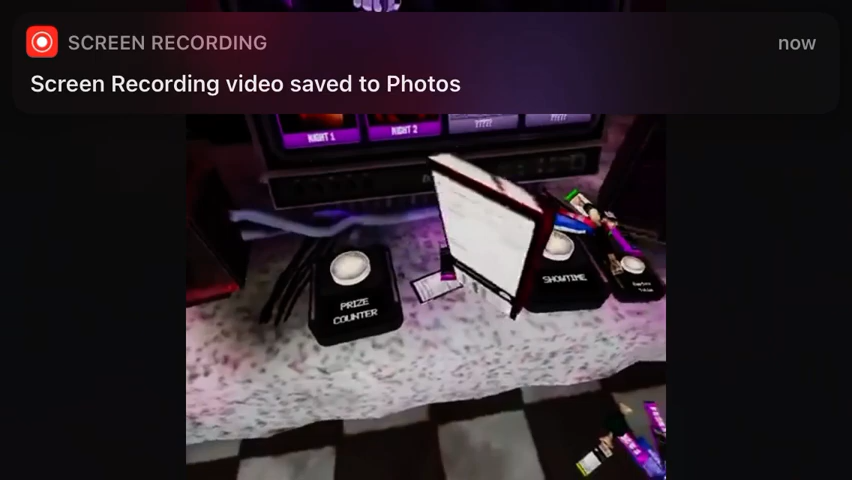 SCREEN RECORDING
now
Screen Recording video saved to Photos
NIGHT 1
NIGHT 2
PRIZE
COUNTER
SHOWTIME